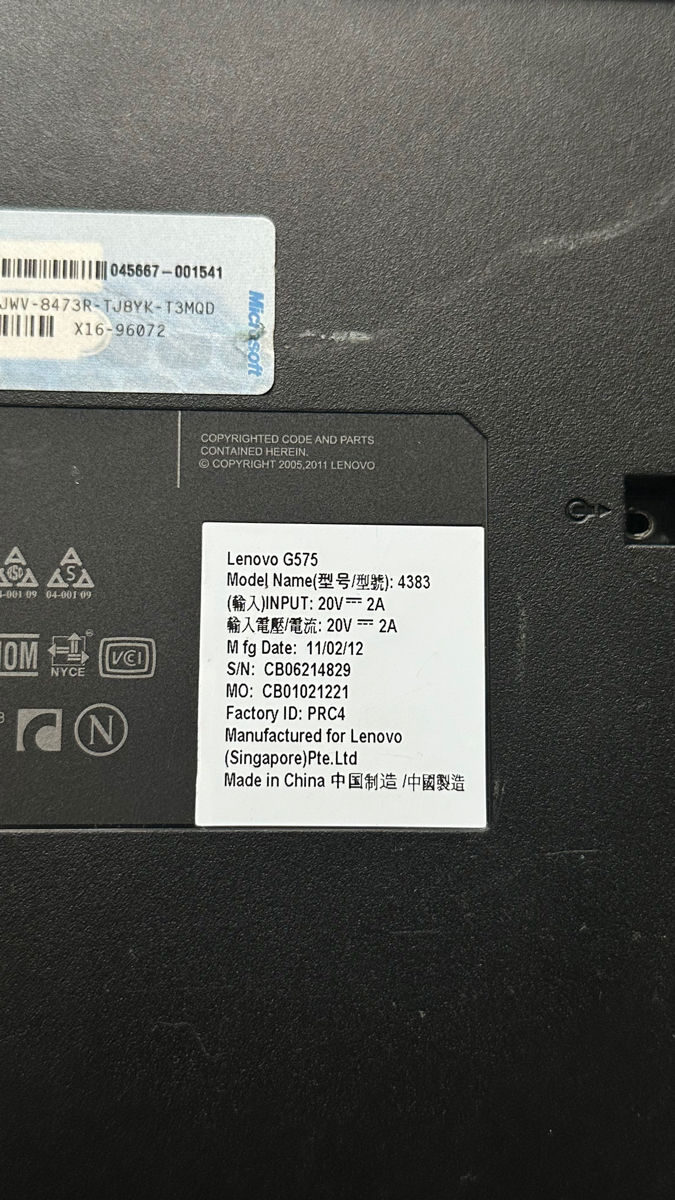 045667-001541
JWV-8473R-TJ8YK-T3MQD
X16-96072
Microsoft
COPYRIGHTED CODE AND PARTS
CONTAINED HEREIN.
© COPYRIGHT 2005,2011 LENOVO
Lenovo G575
Model Name(型号/型號): 4383
(輸入)INPUT: 20V⎓ 2A
輸入電壓/電流: 20V ⎓ 2A
Mfg Date: 11/02/12
S/N: CB06214829
MO: CB01021221
Factory ID: PRC4
Manufactured for Lenovo
(Singapore)Pte.Ltd
Made in China 中国制造 /中國製造
S
04-001 09
NYCE
VCI
N